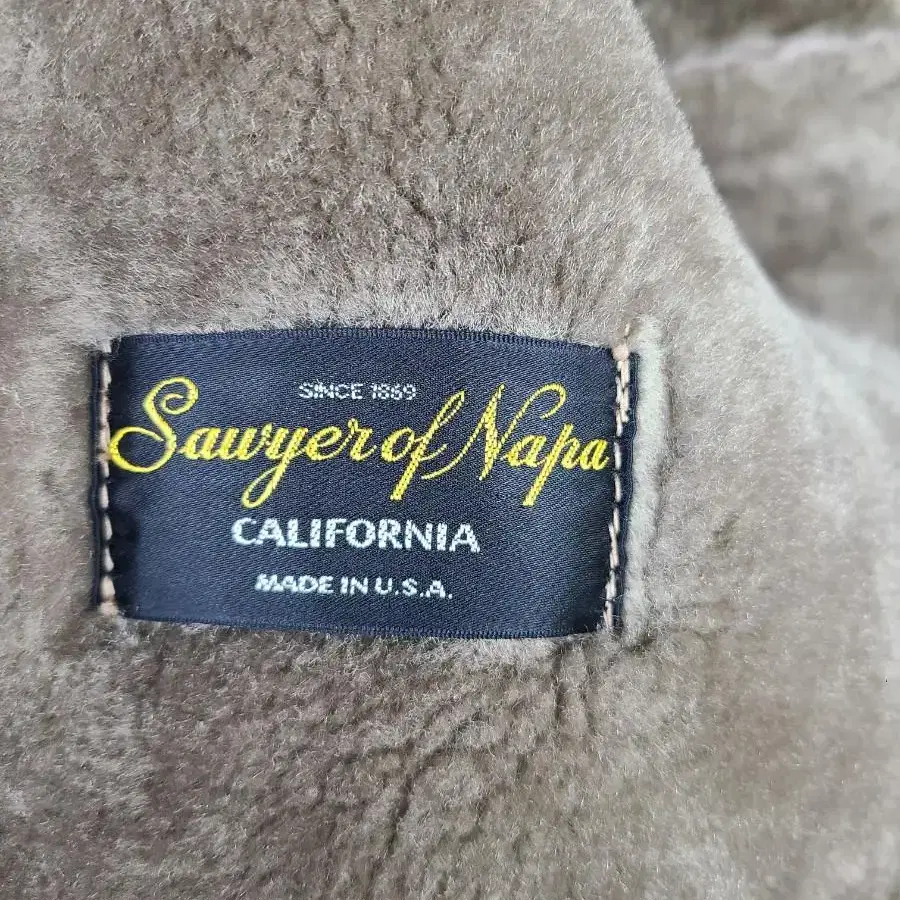 SINCE 1869
Sawyer of Napa
CALIFORNIA
MADE IN U.S.A.